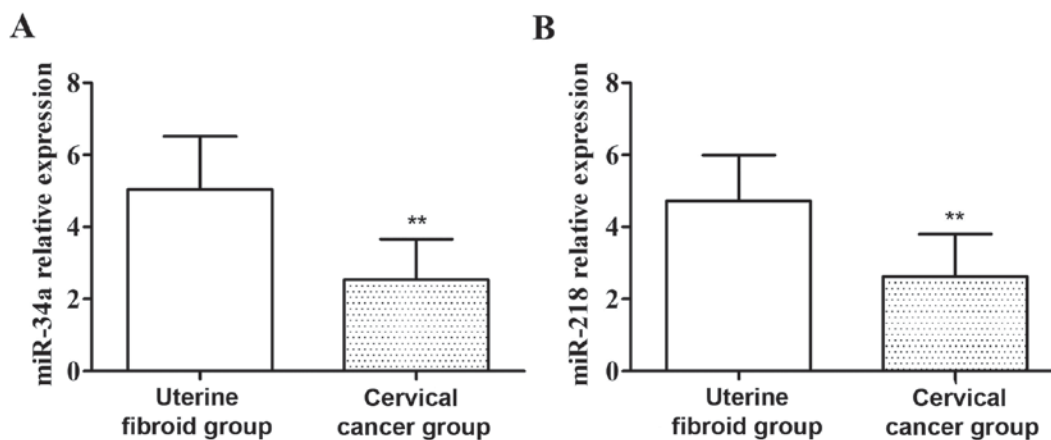 A
miR-34a relative expression
8
6
4
2
0
**
Uterine
fibroid group
Cervical
cancer group
B
miR-218 relative expression
8
6
4
2
0
**
Uterine
fibroid group
Cervical
cancer group